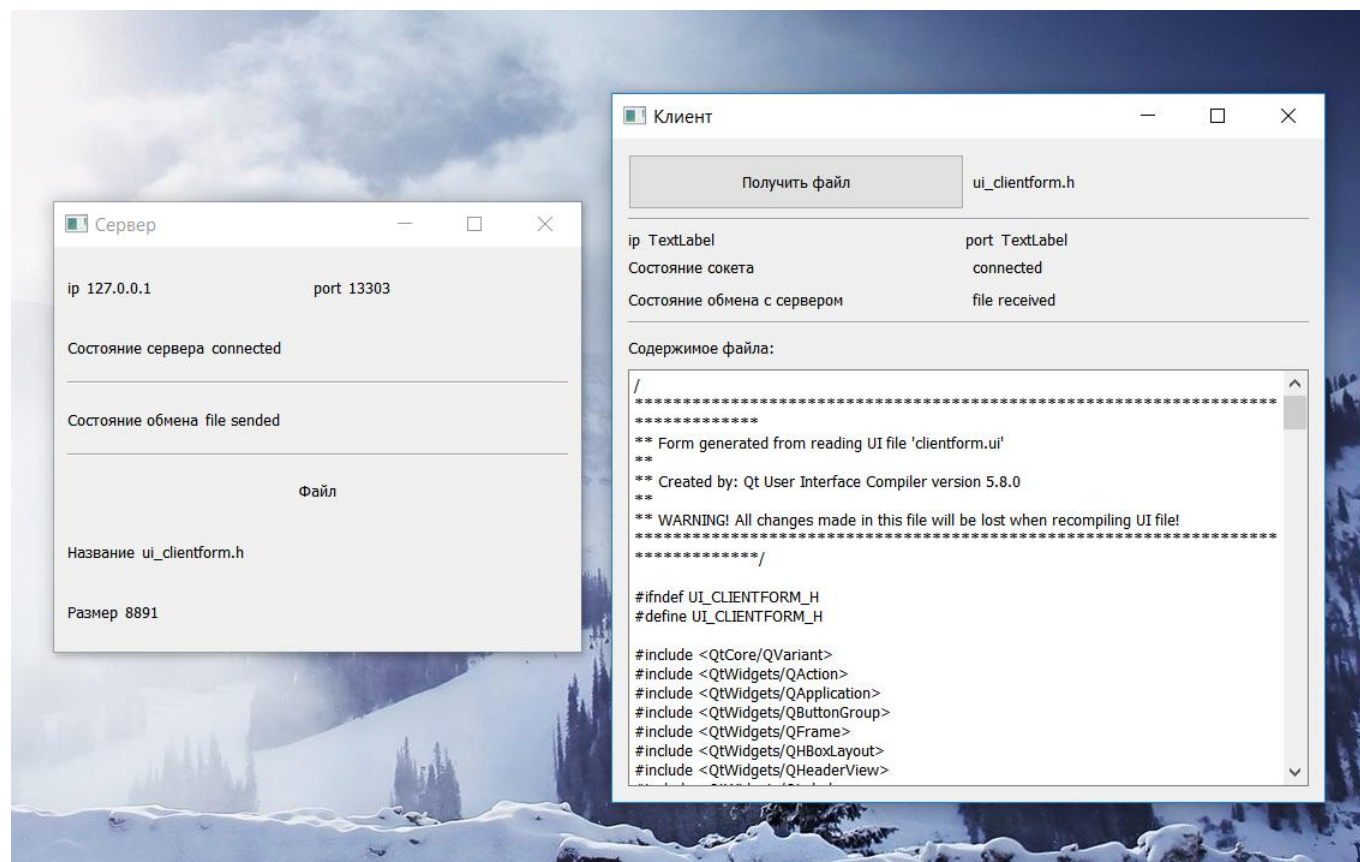 Сервер
ip 127.0.0.1 port 13303
Состояние сервера connected
Состояние обмена file sended
Файл
Название ui_clientform.h
Размер 8891
Клиент
Получить файл ui_clientform.h
ip TextLabel port TextLabel
Состояние сокета connected
Состояние обмена с сервером file received
Содержимое файла:
/
*******************************************************************
*************
** Form generated from reading UI file 'clientform.ui'
**
** Created by: Qt User Interface Compiler version 5.8.0
**
** WARNING! All changes made in this file will be lost when recompiling UI file!
*******************************************************************
*************/
#ifndef UI_CLIENTFORM_H
#define UI_CLIENTFORM_H
#include <QtCore/QVariant>
#include <QtWidgets/QAction>
#include <QtWidgets/QApplication>
#include <QtWidgets/QButtonGroup>
#include <QtWidgets/QFrame>
#include <QtWidgets/QHBoxLayout>
#include <QtWidgets/QHeaderView>